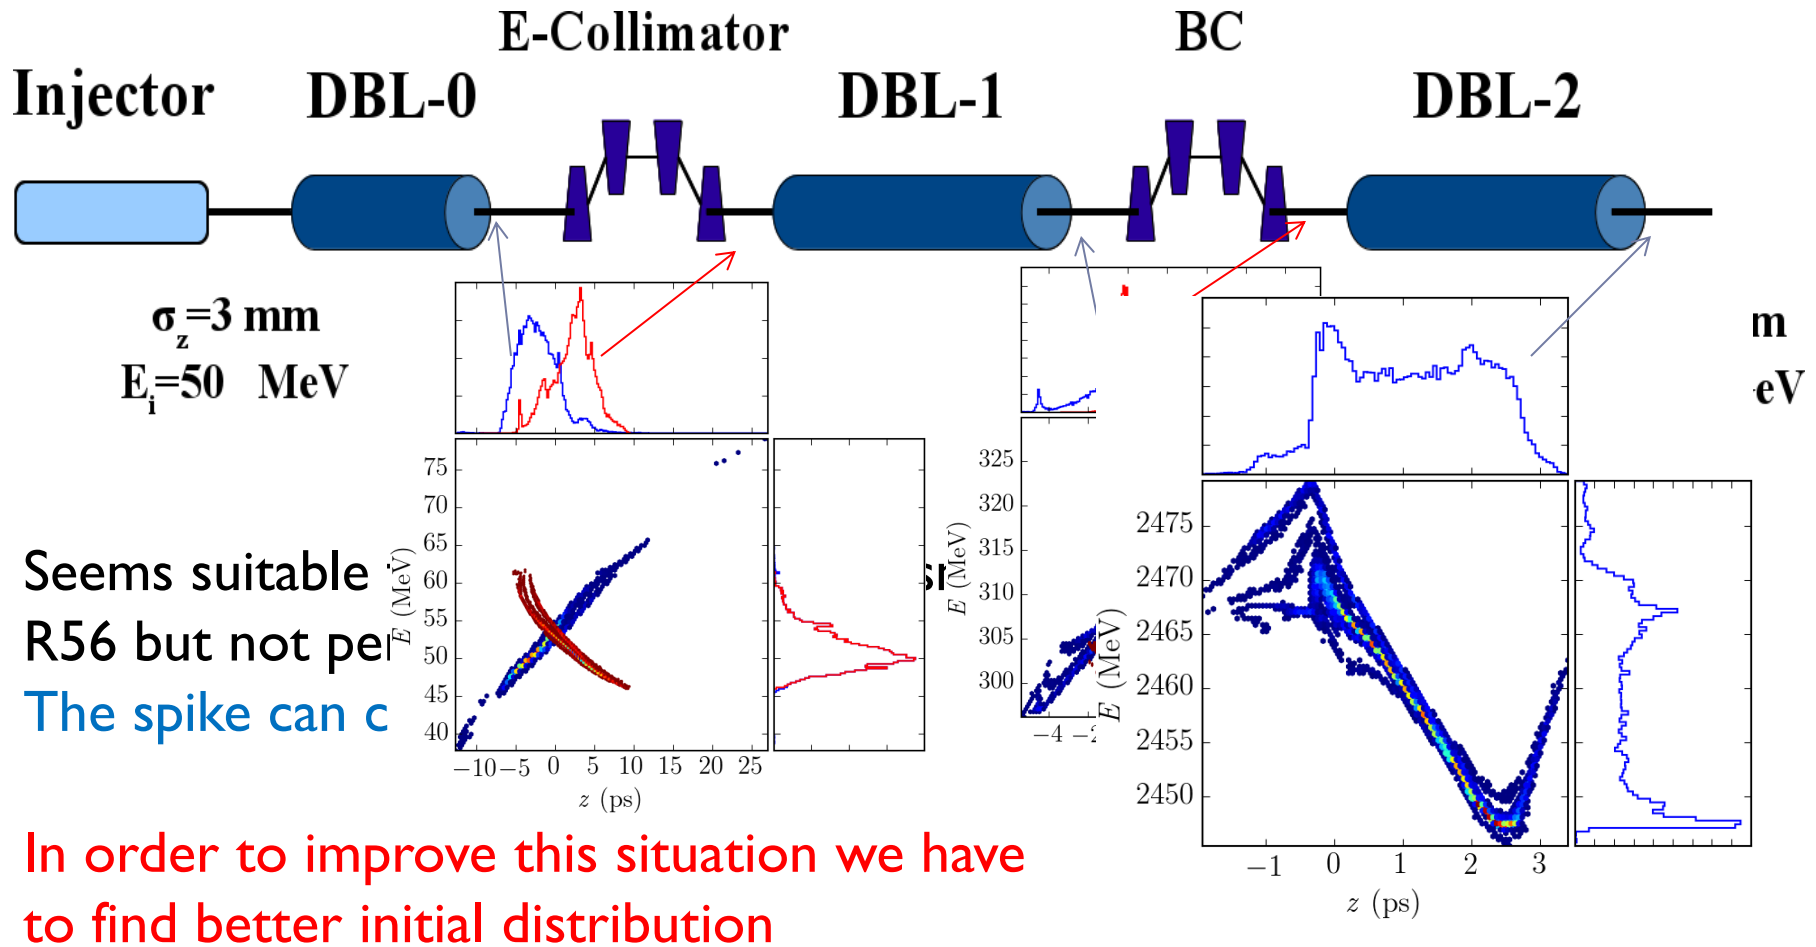 E-Collimator BC
Injector DBL-0 DBL-1 DBL-2
σz=3 mm
Ei=50 MeV
m
eV
75
70
65
60
55
50
45
40
E (MeV)
−10 −5 0 5 10 15 20 25
z (ps)
325
320
315
310
305
300
E (MeV)
−4
2475
2470
2465
2460
2455
2450
E (MeV)
−1 0 1 2 3
z (ps)
Seems suitable
R56 but not
The spike can
In order to improve this situation we have
to find better initial distribution